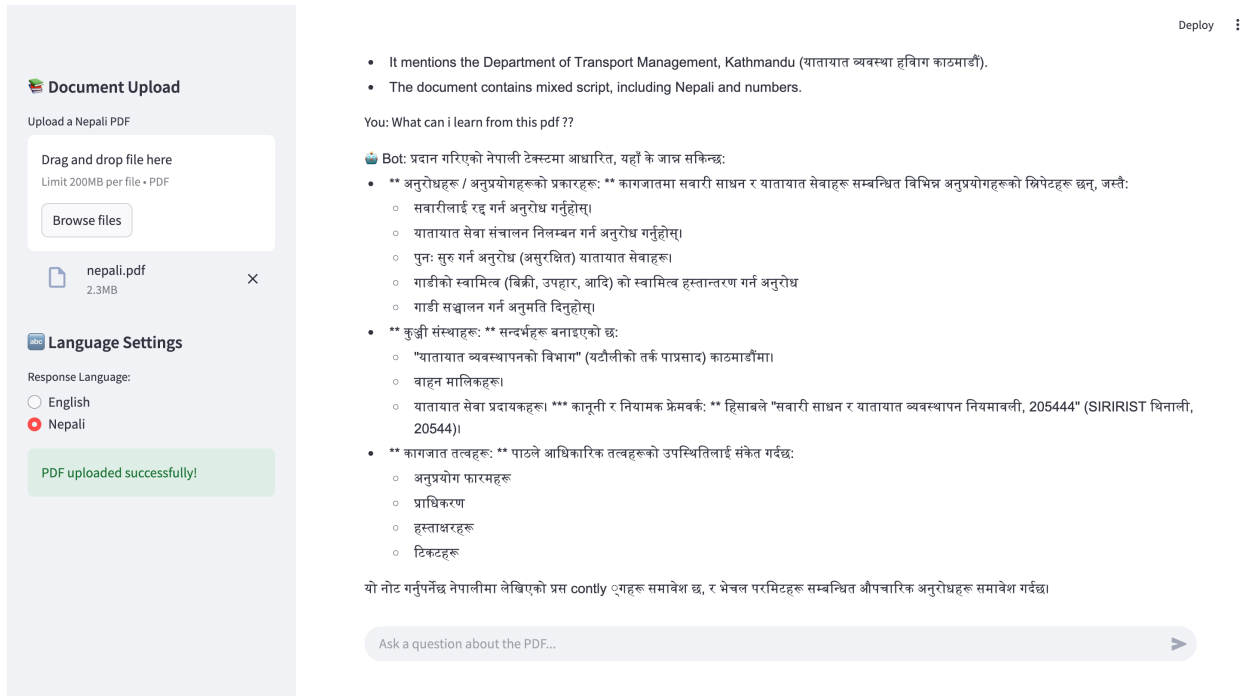 Deploy
Document Upload
Upload a Nepali PDF
Drag and drop file here
Limit 200MB per file • PDF
Browse files
nepali.pdf
2.3MB
Language Settings
Response Language:
English
Nepali
PDF uploaded successfully!
• It mentions the Department of Transport Management, Kathmandu (यातायात व्यवस्था हविाग काठमाडौं).
• The document contains mixed script, including Nepali and numbers.
You: What can i learn from this pdf ??
Bot: प्रदान गरिएको नेपाली टेक्स्टमा आधारित, यहाँ के जान्न सकिन्छ:
• ** अनुरोधहरू / अनुप्रयोगहरूको प्रकारहरू: ** कागजातमा सवारी साधन र यातायात सेवाहरू सम्बन्धित विभिन्न अनुप्रयोगहरूको स्निपेटहरू छन्, जस्तै:
◦ सवारीलाई रद्द गर्न अनुरोध गर्नुहोस्।
◦ यातायात सेवा संचालन निलम्बन गर्न अनुरोध गर्नुहोस्।
◦ पुनः सुरु गर्न अनुरोध (असुरक्षित) यातायात सेवाहरू।
◦ गाडीको स्वामित्व (बिक्री, उपहार, आदि) को स्वामित्व हस्तान्तरण गर्न अनुरोध
◦ गाडी सञ्चालन गर्न अनुमति दिनुहोस्।
• ** कुञ्जी संस्थाहरू: ** सन्दर्भहरू बनाइएको छ:
◦ "यातायात व्यवस्थापनको विभाग" (यटौलीको तर्क पाप्रसाद) काठमाडौंमा।
◦ वाहन मालिकहरू।
◦ यातायात सेवा प्रदायकहरू। *** कानूनी र नियामक फ्रेमवर्क: ** हिसाबले "सवारी साधन र यातायात व्यवस्थापन नियमावली, 205444" (SIRIRIST थिनाली,
20544)।
• ** कागजात तत्वहरू: ** पाठले आधिकारिक तत्वहरूको उपस्थितिलाई संकेत गर्दछ:
◦ अनुप्रयोग फारमहरू
◦ प्राधिकरण
◦ हस्ताक्षरहरू
◦ टिकटहरू
यो नोट गर्नुपर्नेछ नेपालीमा लेखिएको प्रस contly ्गहरू समावेश छ, र भेचल परमिटहरू सम्बन्धित औपचारिक अनुरोधहरू समावेश गर्दछ।
Ask a question about the PDF...